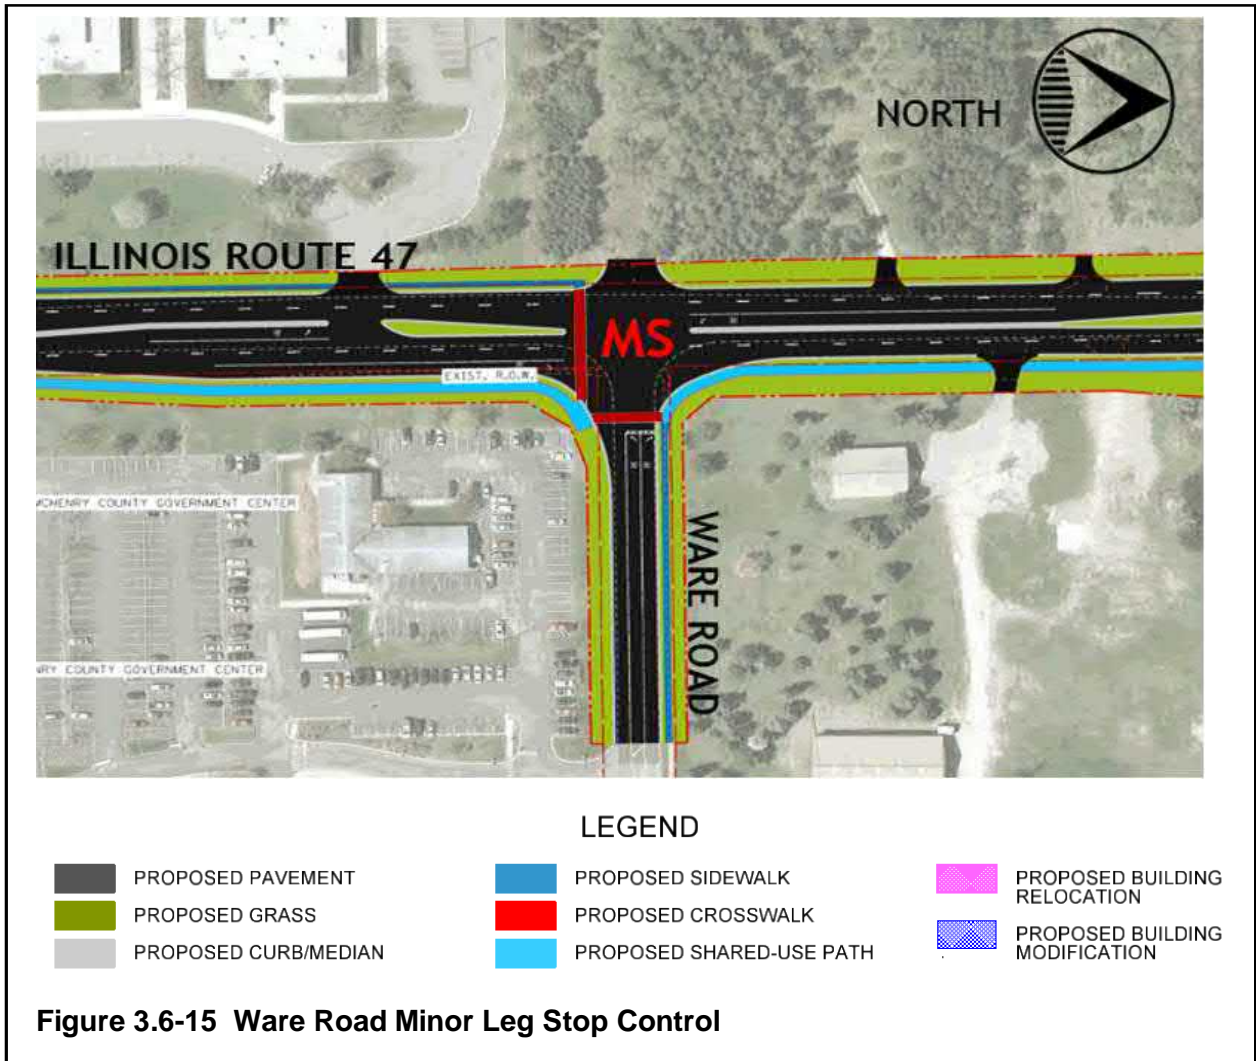 NORTH
ILLINOIS ROUTE 47
MS
EXIST. R.O.W.
MCHENRY COUNTY GOVERNMENT CENTER
WARE ROAD
NRY COUNTY GOVERNMENT CENTER
LEGEND
PROPOSED PAVEMENT
PROPOSED GRASS
PROPOSED CURB/MEDIAN
PROPOSED SIDEWALK
PROPOSED CROSSWALK
PROPOSED SHARED-USE PATH
PROPOSED BUILDING
RELOCATION
PROPOSED BUILDING
MODIFICATION
Figure 3.6-15 Ware Road Minor Leg Stop Control